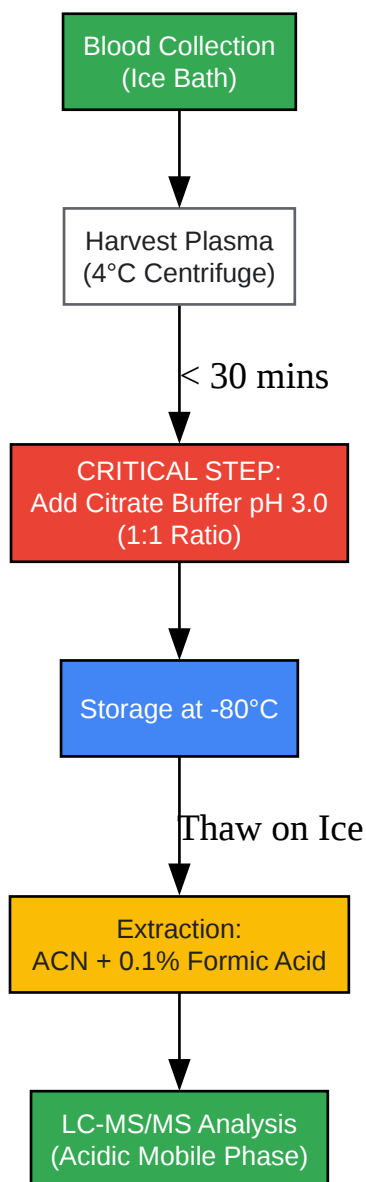 Blood Collection
(Ice Bath)
Harvest Plasma
(4°C Centrifuge)
< 30 mins
CRITICAL STEP:
Add Citrate Buffer pH 3.0
(1:1 Ratio)
Storage at -80°C
Thaw on Ice
Extraction:
ACN + 0.1% Formic Acid
LC-MS/MS Analysis
(Acidic Mobile Phase)